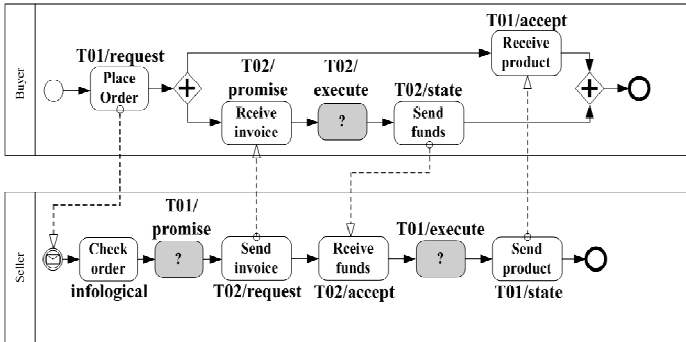 Buyer
T01/request
Place
Order
T02/
promise
Rceive
invoice
T02/
execute
?
T02/state
Send
funds
T01/accept
Receive
product
Seller
Check
order
infological
T01/
promise
?
Send
invoice
T02/request
Rceive
funds
T02/accept
T01/execute
?
Send
product
T01/state